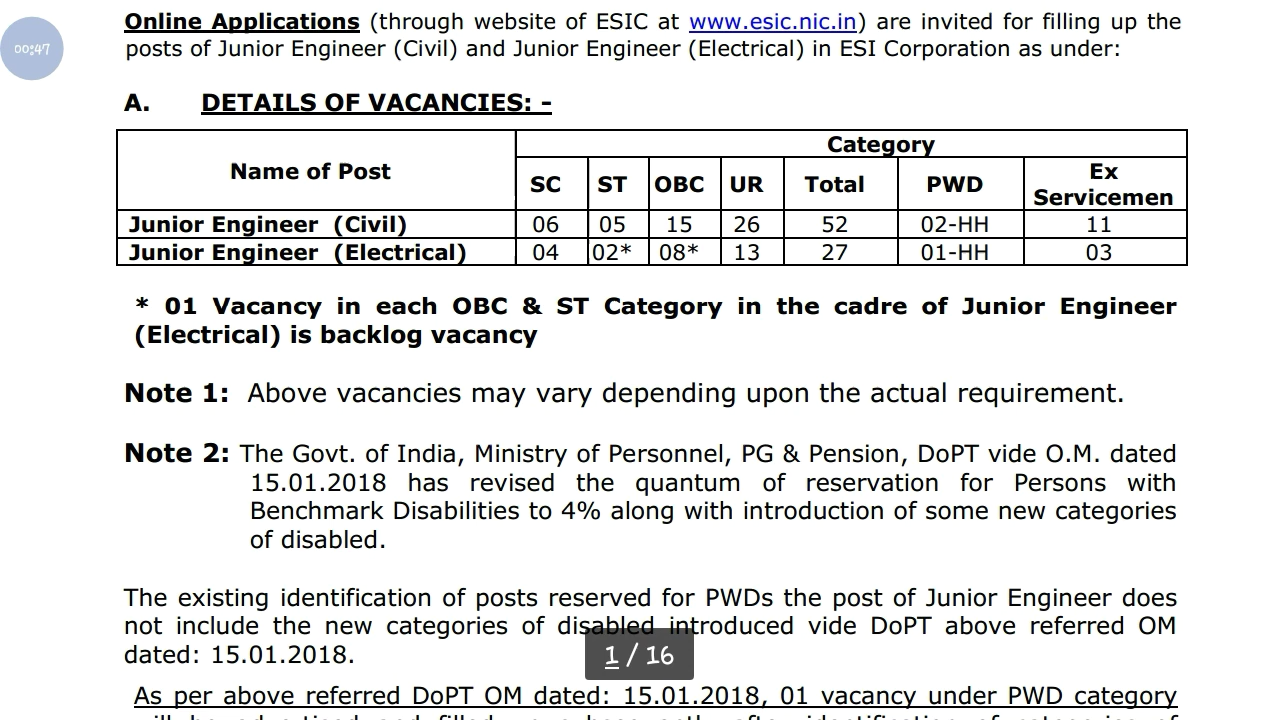 00:47
Online Applications (through website of ESIC at www.esic.nic.in) are invited for filling up the
posts of Junior Engineer (Civil) and Junior Engineer (Electrical) in ESI Corporation as under:
A. DETAILS OF VACANCIES: -
Name of Post Category
SC ST OBC UR Total PWD Ex Servicemen
Junior Engineer (Civil) 06 05 15 26 52 02-HH 11
Junior Engineer (Electrical) 04 02* 08* 13 27 01-HH 03
* 01 Vacancy in each OBC & ST Category in the cadre of Junior Engineer
(Electrical) is backlog vacancy
Note 1: Above vacancies may vary depending upon the actual requirement.
Note 2: The Govt. of India, Ministry of Personnel, PG & Pension, DoPT vide O.M. dated
15.01.2018 has revised the quantum of reservation for Persons with
Benchmark Disabilities to 4% along with introduction of some new categories
of disabled.
The existing identification of posts reserved for PWDs the post of Junior Engineer does
not include the new categories of disabled introduced vide DoPT above referred OM
dated: 15.01.2018.
1 / 16
As per above referred DoPT OM dated: 15.01.2018, 01 vacancy under PWD category